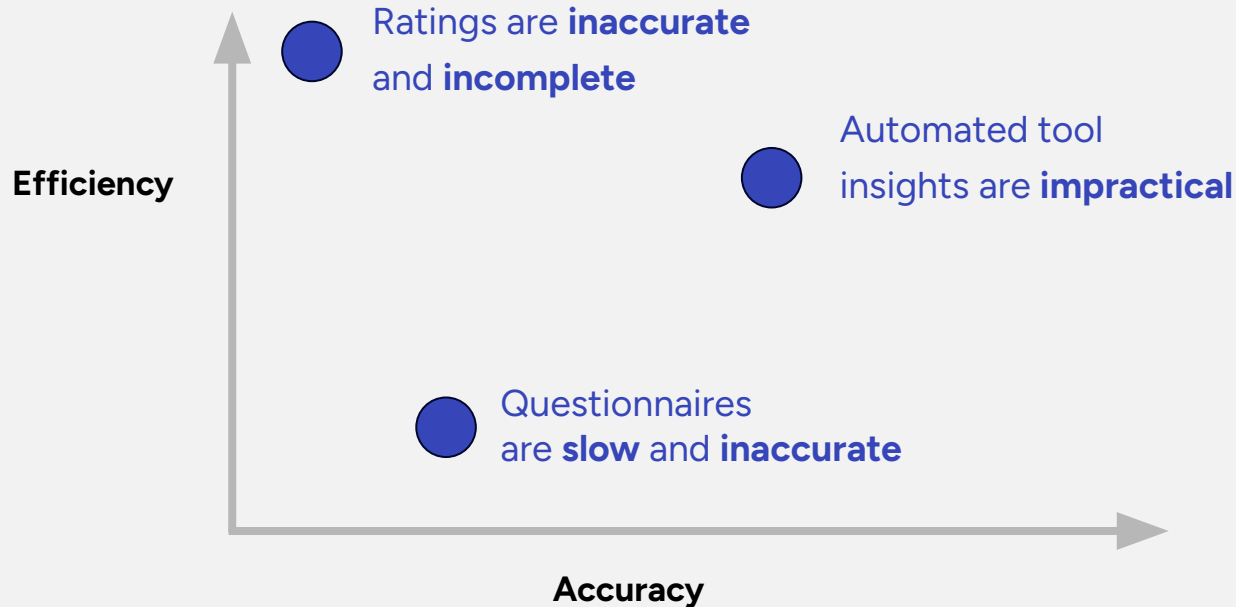 Ratings are inaccurate
and incomplete
Automated tool
insights are impractical
Efficiency
Questionnaires
are slow and inaccurate
Accuracy